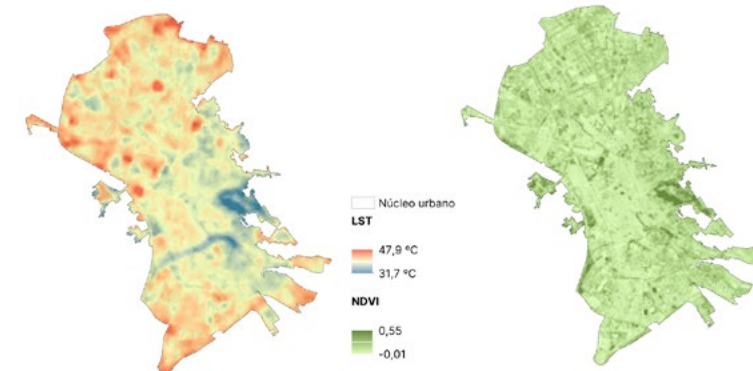 Núcleo urbano
LST
47,9 ºC
31,7 ºC
NDVI
0,55
-0,01